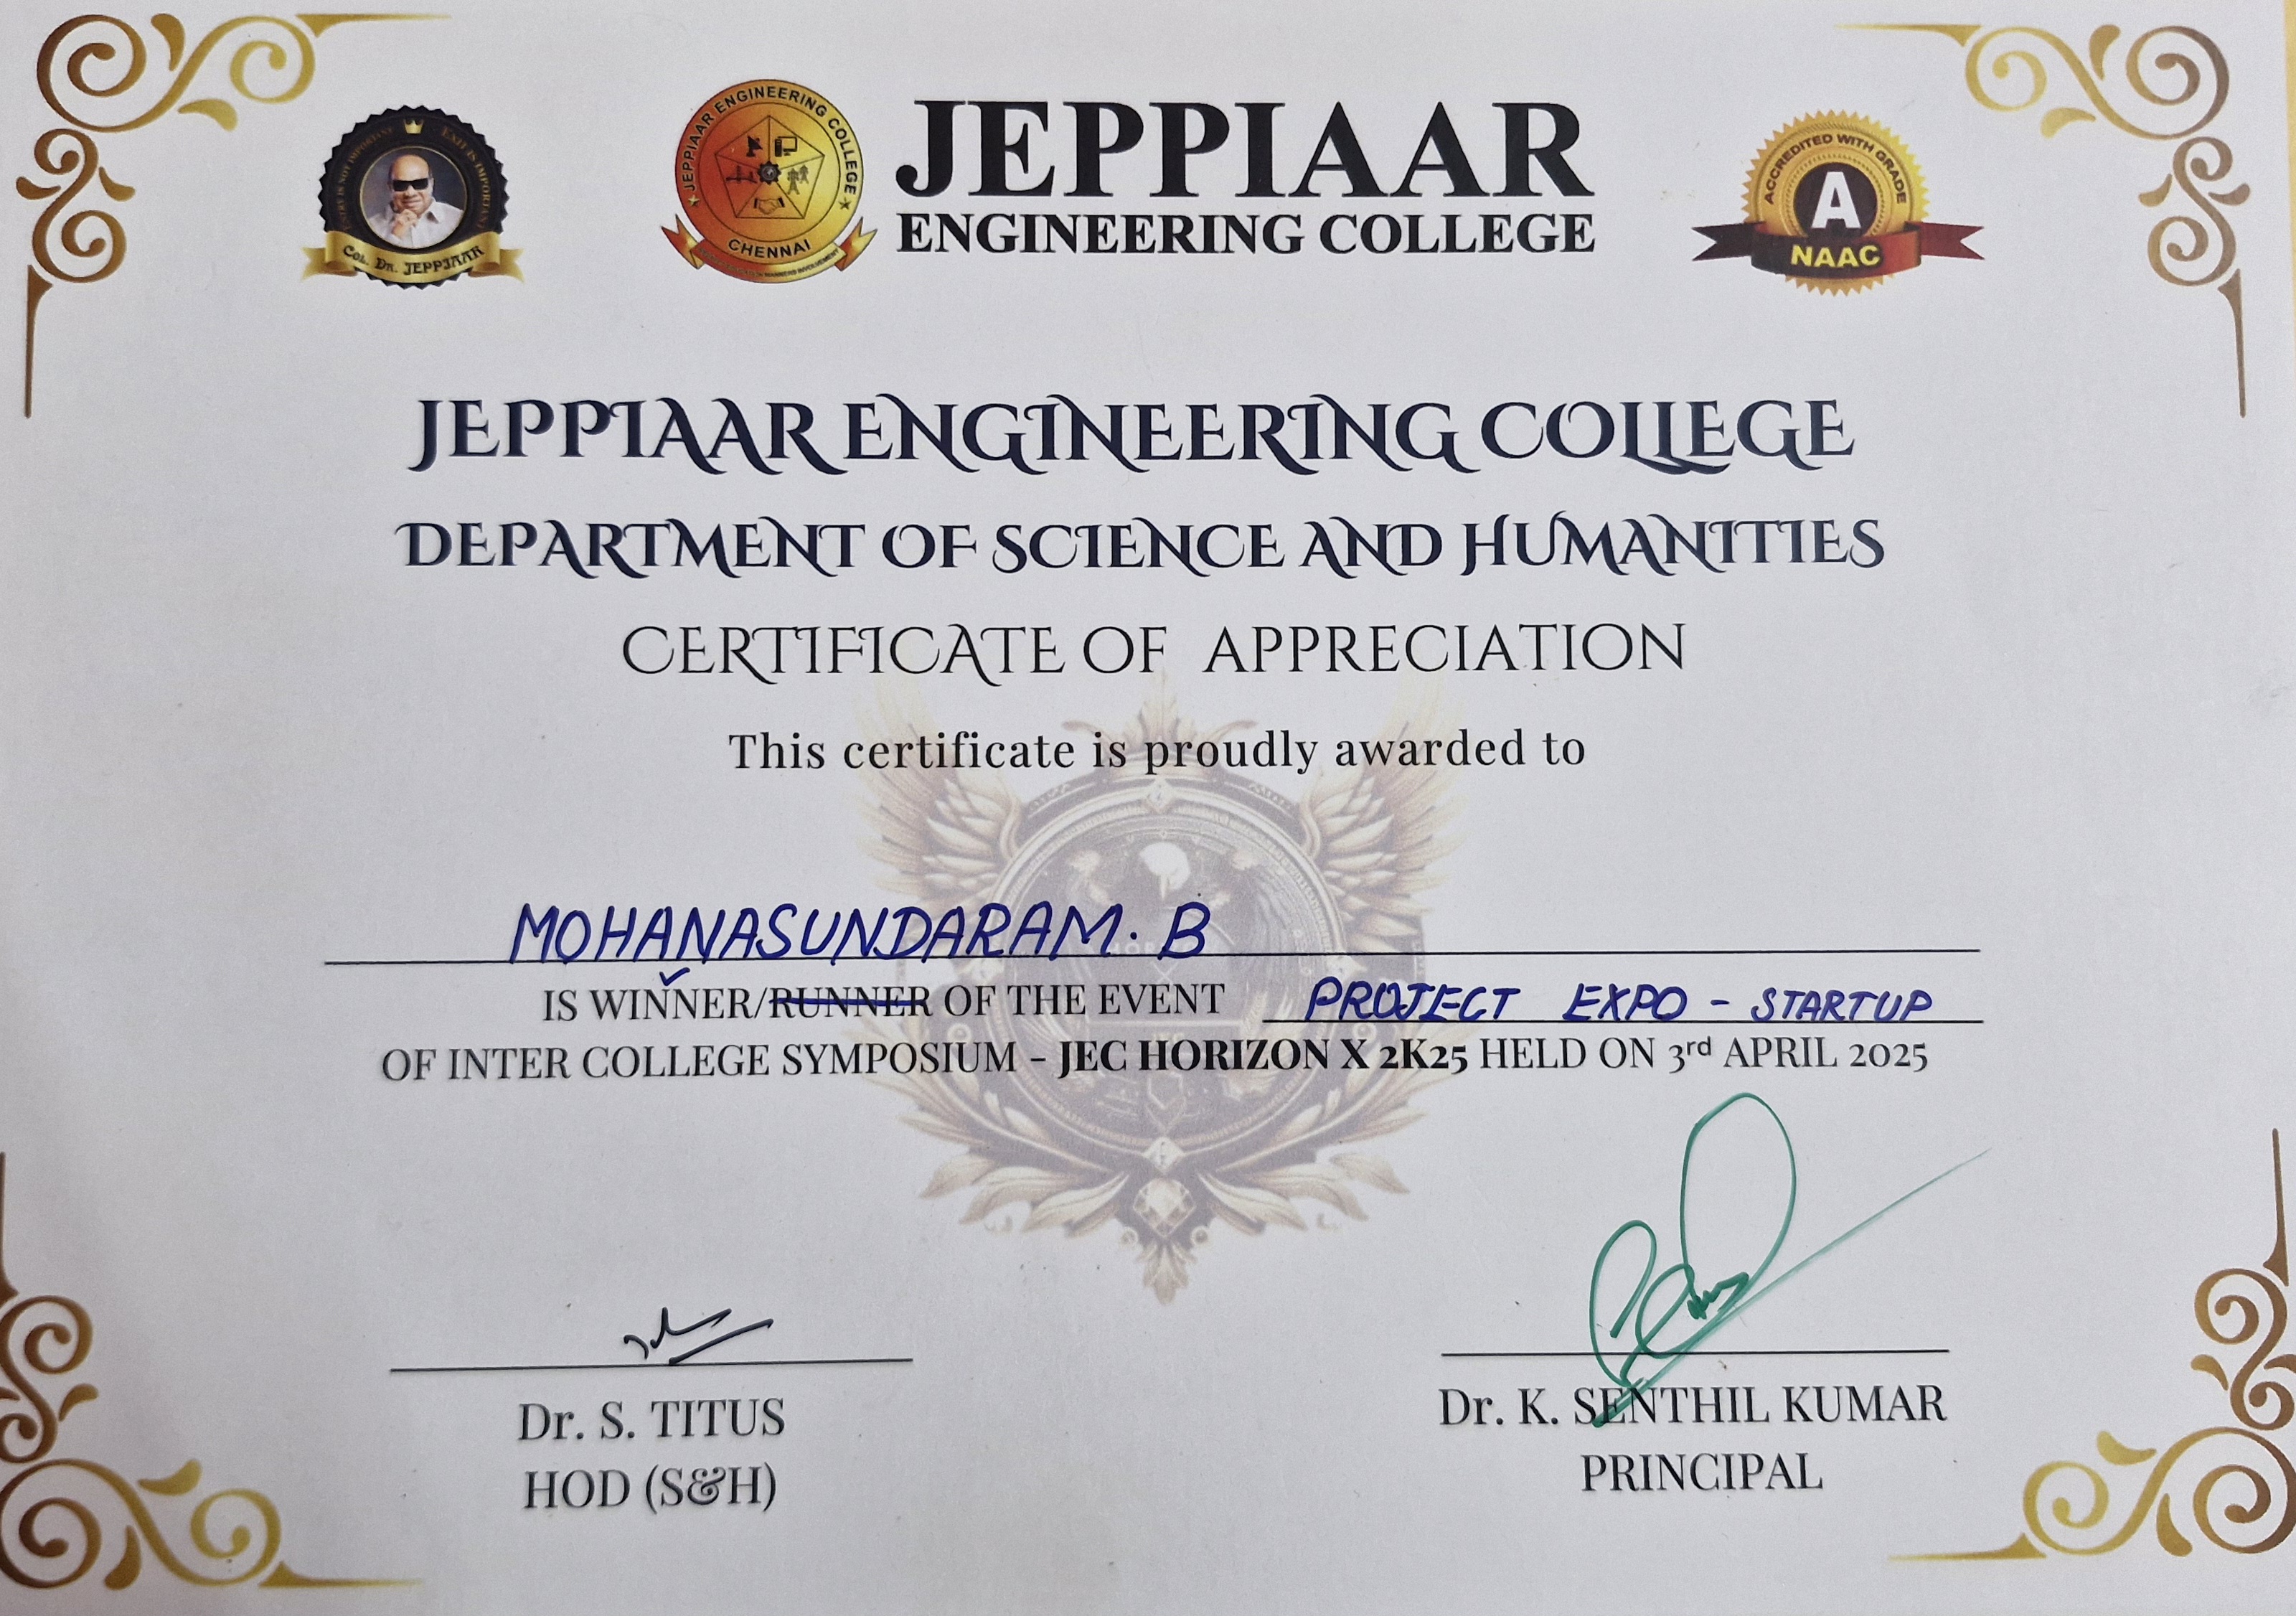 COL. DR. JEPPIAAR
JEPPIAAR ENGINEERING COLLEGE
CHENNAI
JEPPIAAR
ENGINEERING COLLEGE
ACCREDITED WITH GRADE
A
NAAC
JEPPIAAR ENGINEERING COLLEGE
DEPARTMENT OF SCIENCE AND HUMANITIES
CERTIFICATE OF APPRECIATION
This certificate is proudly awarded to
MOHANASUNDARAM. B
IS WINNER/RUNNER OF THE EVENT PROJECT EXPO - STARTUP
OF INTER COLLEGE SYMPOSIUM - JEC HORIZON X 2K25 HELD ON 3rd APRIL 2025
Dr. S. TITUS
HOD (S&H)
Dr. K. SENTHIL KUMAR
PRINCIPAL